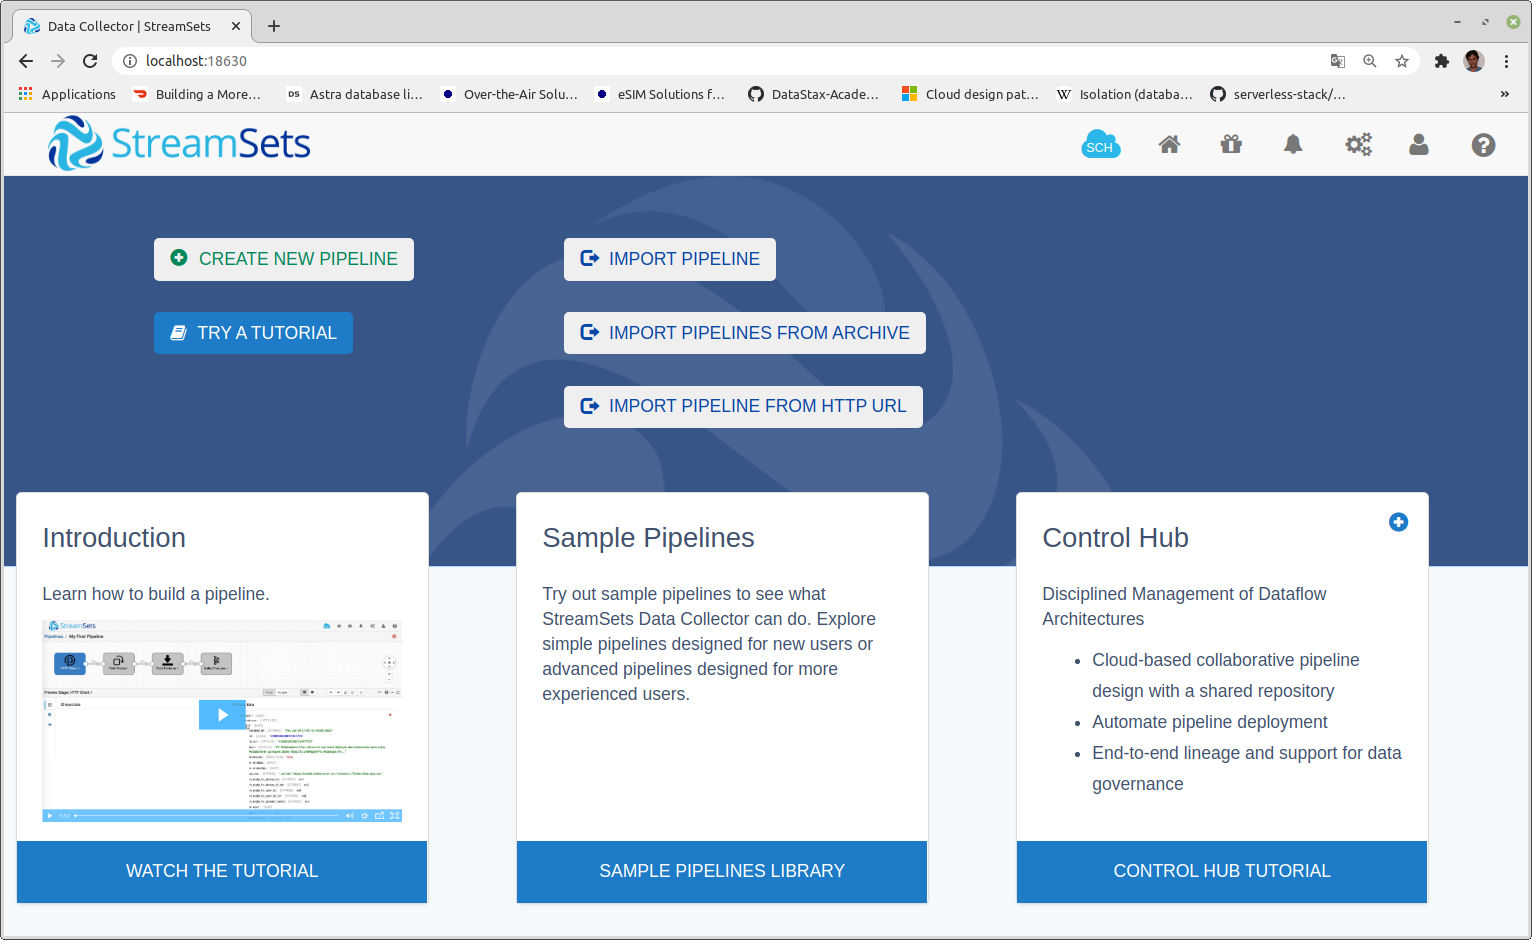 Data Collector | StreamSets
localhost:18630
Applications
Building a More…
DS
Astra database li…
Over-the-Air Solu…
eSIM Solutions f…
DataStax-Acade…
Cloud design pat…
W
Isolation (databa…
serverless-stack/…
StreamSets
SCH
CREATE NEW PIPELINE
IMPORT PIPELINE
TRY A TUTORIAL
IMPORT PIPELINES FROM ARCHIVE
IMPORT PIPELINE FROM HTTP URL
Introduction
Learn how to build a pipeline.
StreamSets
Pipelines / My First Pipeline
WATCH THE TUTORIAL
Sample Pipelines
Try out sample pipelines to see what
StreamSets Data Collector can do. Explore
simple pipelines designed for new users or
advanced pipelines designed for more
experienced users.
SAMPLE PIPELINES LIBRARY
Control Hub
Disciplined Management of Dataflow
Architectures
• Cloud-based collaborative pipeline
design with a shared repository
• Automate pipeline deployment
• End-to-end lineage and support for data
governance
CONTROL HUB TUTORIAL